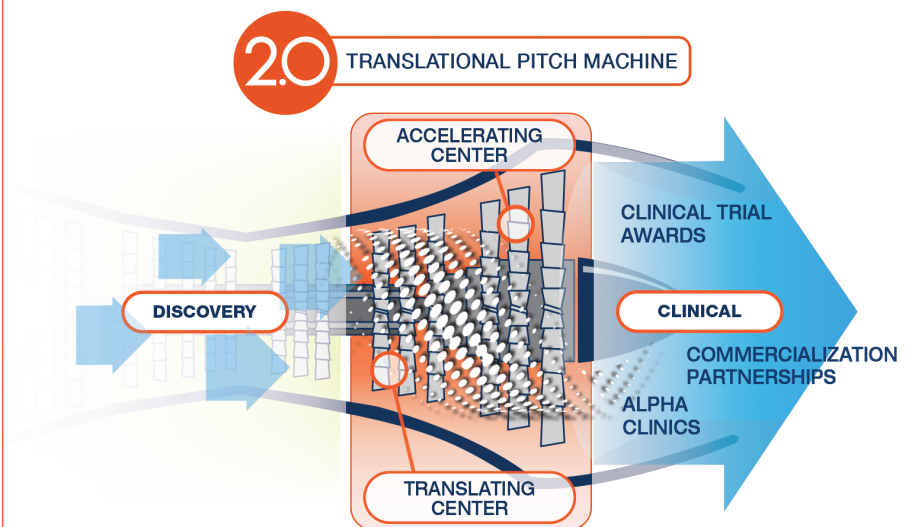 2.0
TRANSLATIONAL PITCH MACHINE
ACCELERATING
CENTER
CLINICAL TRIAL
AWARDS
DISCOVERY
CLINICAL
COMMERCIALIZATION
PARTNERSHIPS
ALPHA
CLINICS
TRANSLATING
CENTER